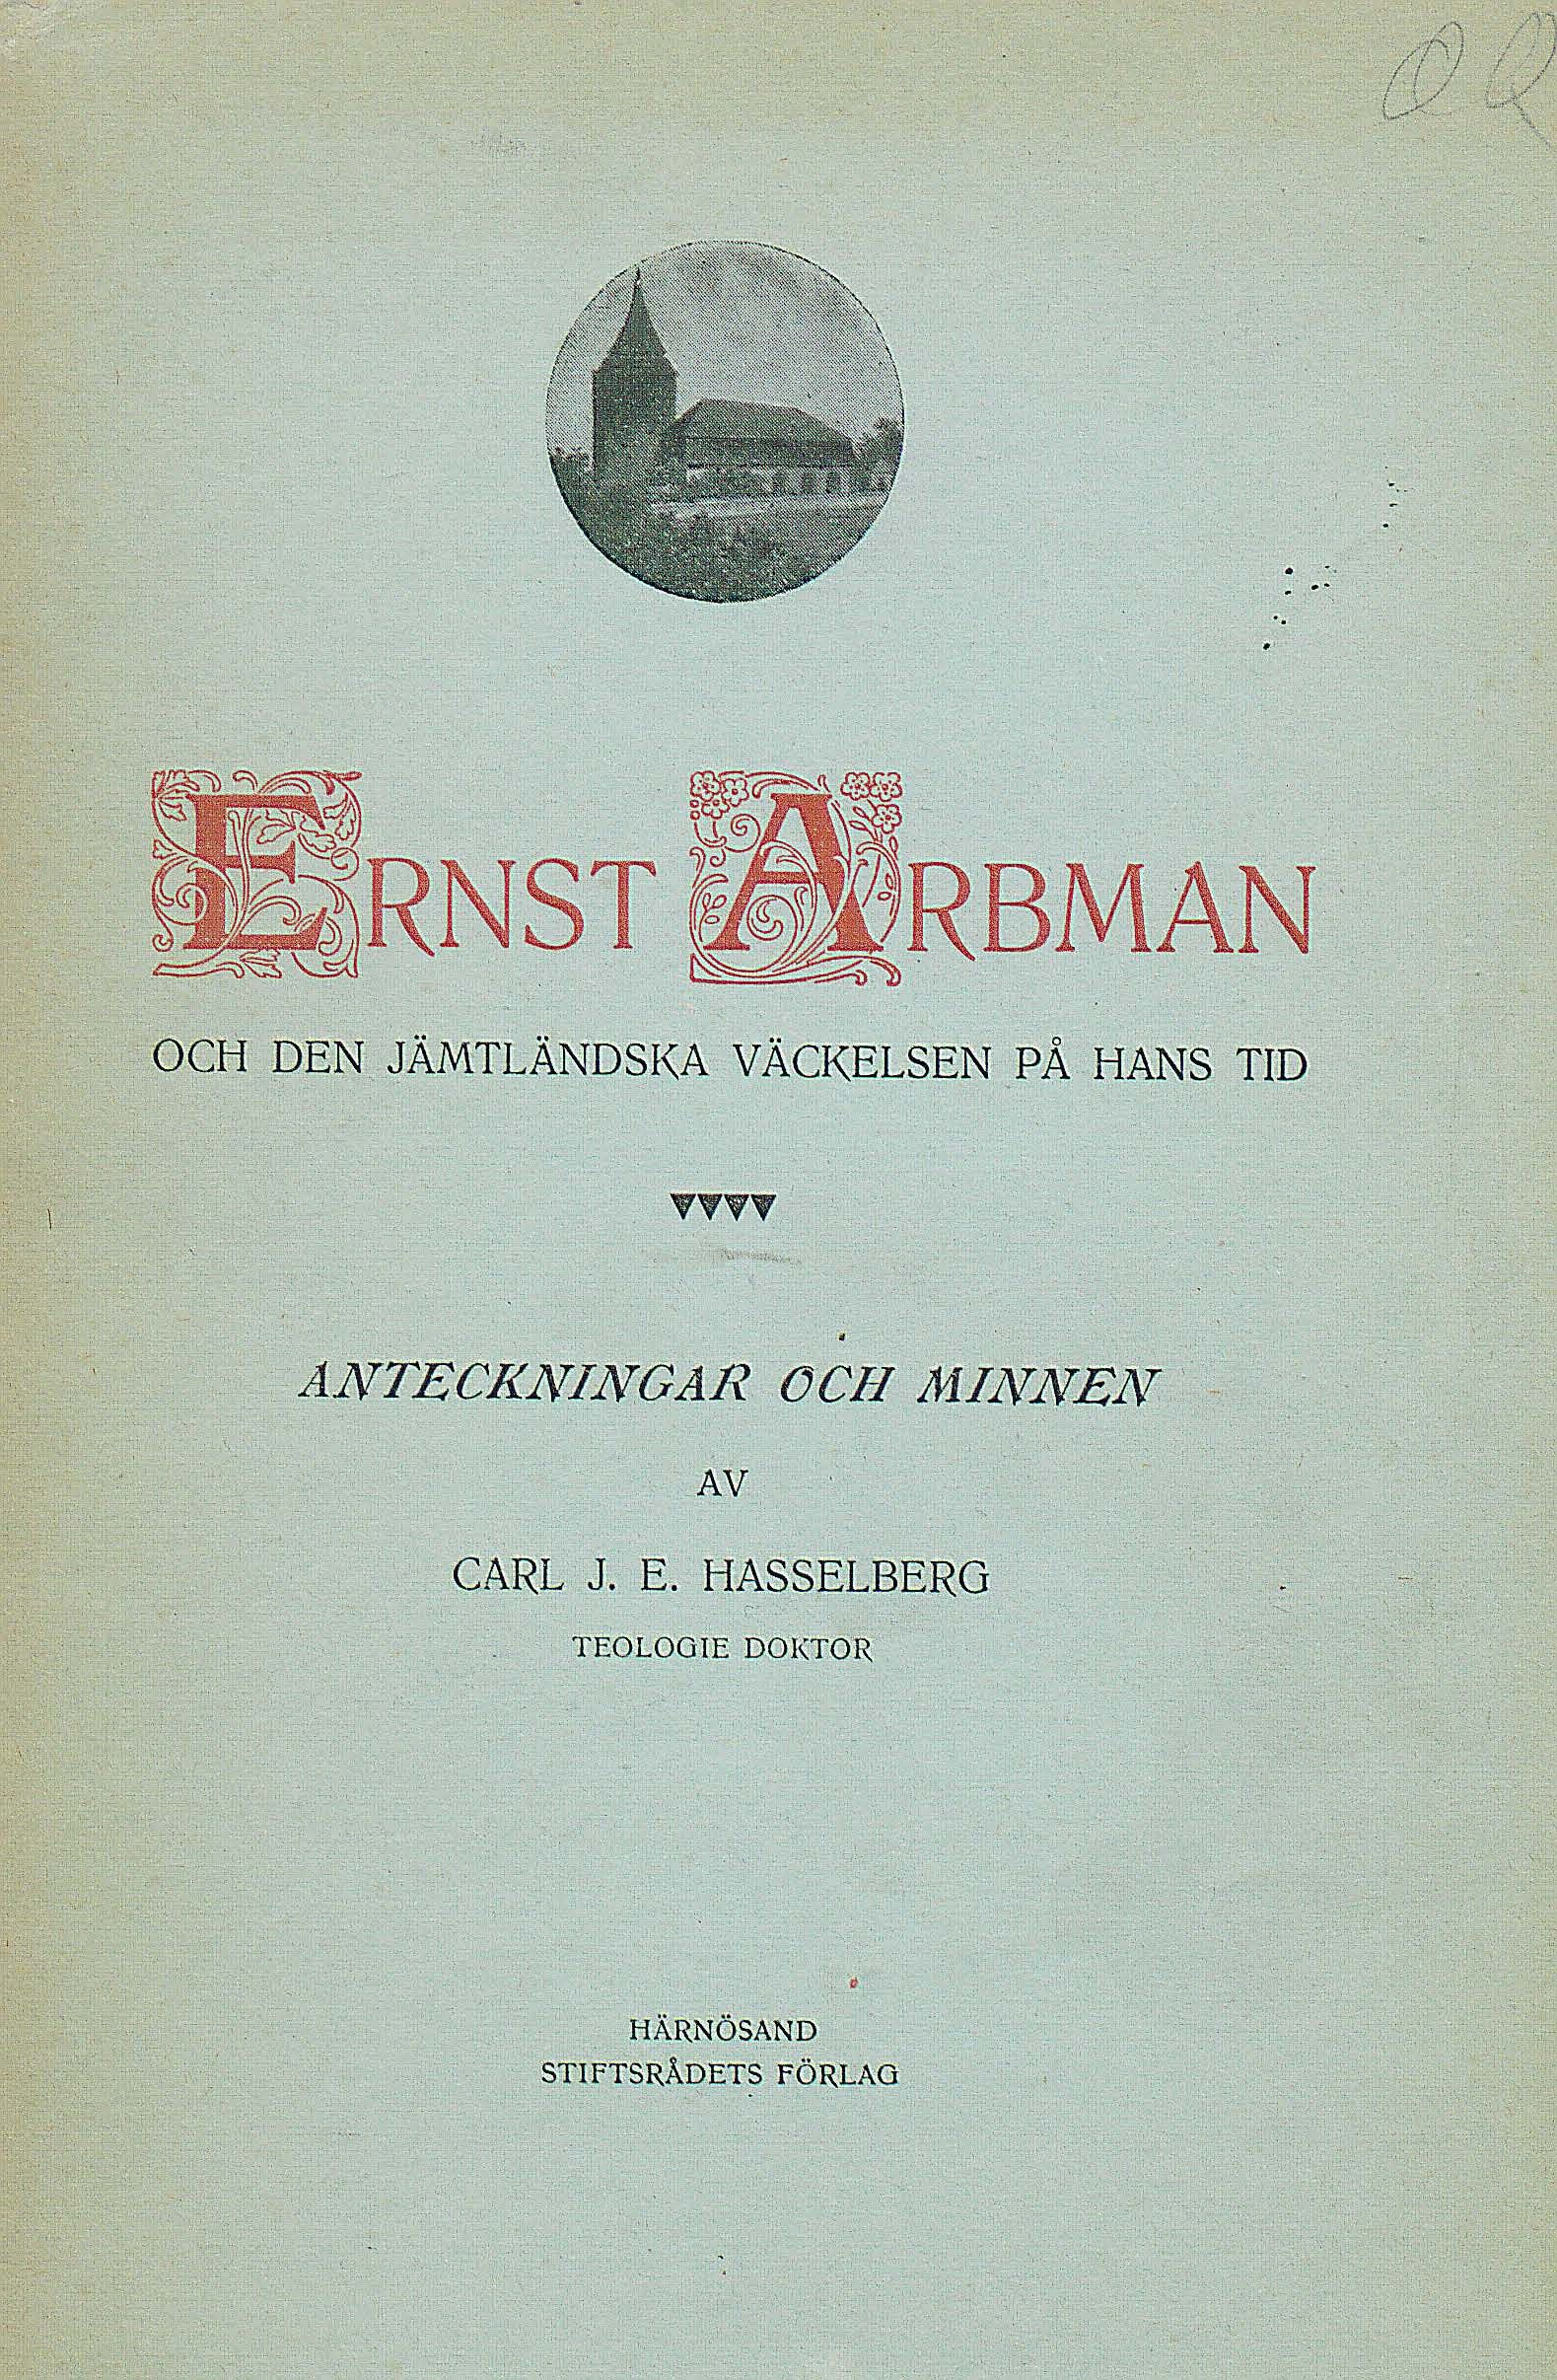 ERNST ARBMAN
OCH DEN JÄMTLÄNDSKA VÄCKELSEN PÅ HANS TID
ANTECKNINGAR OCH MINNEN
AV
CARL J. E. HASSELBERG
TEOLOGIE DOKTOR
HÄRNÖSAND
STIFTSRÅDETS FÖRLAG